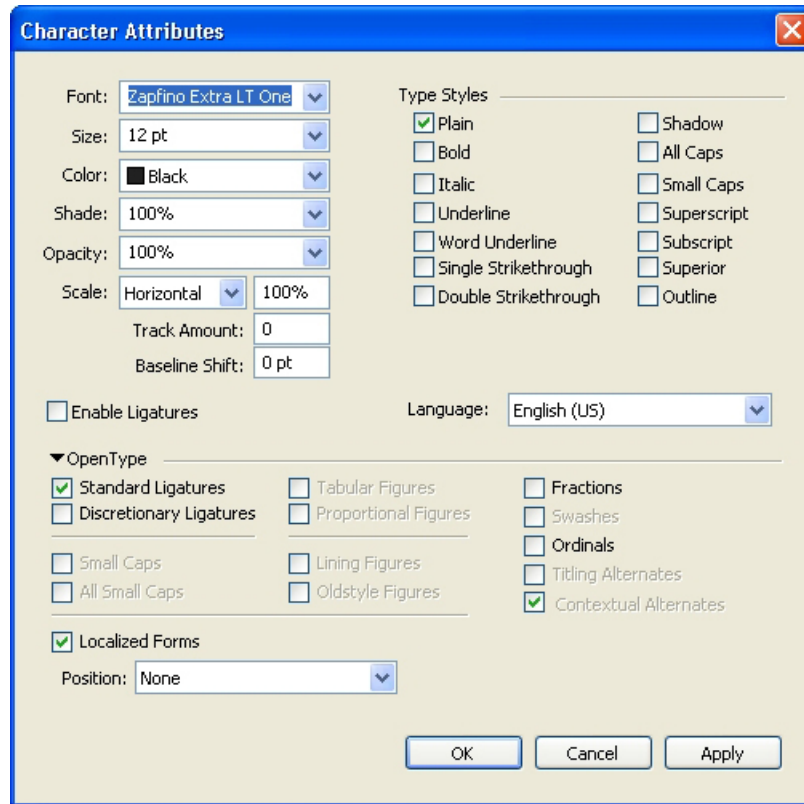 Character Attributes
Font: Zapfino Extra LT One
Size: 12 pt
Color: Black
Shade: 100%
Opacity: 100%
Scale: Horizontal 100%
Track Amount: 0
Baseline Shift: 0 pt
Type Styles
Plain
Bold
Italic
Underline
Word Underline
Single Strikethrough
Double Strikethrough
Shadow
All Caps
Small Caps
Superscript
Subscript
Superior
Outline
Enable Ligatures
Language: English (US)
OpenType
Standard Ligatures
Discretionary Ligatures
Small Caps
All Small Caps
Tabular Figures
Proportional Figures
Lining Figures
Oldstyle Figures
Fractions
Swashes
Ordinals
Titling Alternates
Contextual Alternates
Localized Forms
Position: None
OK Cancel Apply